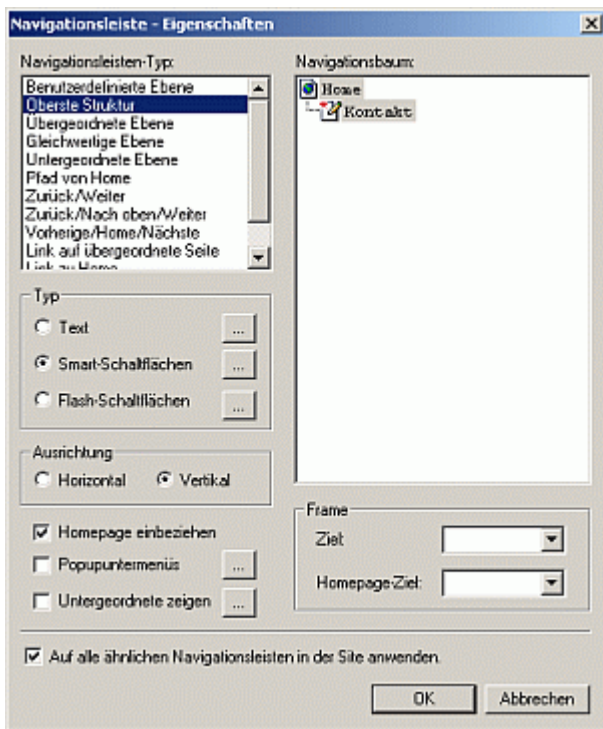 Navigationsleiste - Eigenschaften
Navigationsleisten-Typ:
Benutzerdefinierte Ebene
Oberste Struktur
Übergeordnete Ebene
Gleichwertige Ebene
Untergeordnete Ebene
Pfad von Home
Zurück/Weiter
Zurück/Nach oben/Weiter
Vorherige/Home/Nächste
Link auf übergeordnete Seite
Link zu Home
Typ
Text ...
Smart-Schaltflächen ...
Flash-Schaltflächen ...
Ausrichtung
Horizontal Vertikal
Homepage einbeziehen
Popupuntermenüs ...
Untergeordnete zeigen ...
Navigationsbaum:
Home
Kontakt
Frame
Ziel:
Homepage-Ziel:
Auf alle ähnlichen Navigationsleisten in der Site anwenden.
OK Abbrechen